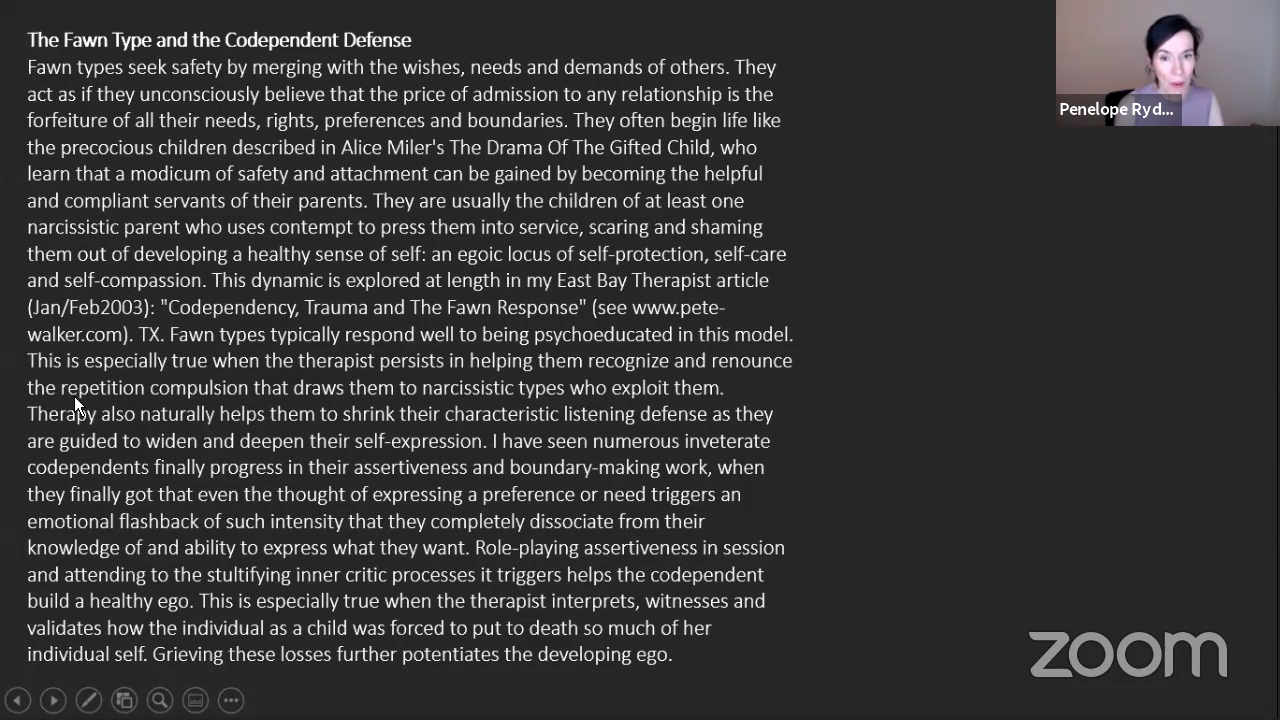 The Fawn Type and the Codependent Defense
Fawn types seek safety by merging with the wishes, needs and demands of others. They
act as if they unconsciously believe that the price of admission to any relationship is the
forfeiture of all their needs, rights, preferences and boundaries. They often begin life like
the precocious children described in Alice Miler's The Drama Of The Gifted Child, who
learn that a modicum of safety and attachment can be gained by becoming the helpful
and compliant servants of their parents. They are usually the children of at least one
narcissistic parent who uses contempt to press them into service, scaring and shaming
them out of developing a healthy sense of self: an egoic locus of self-protection, self-care
and self-compassion. This dynamic is explored at length in my East Bay Therapist article
(Jan/Feb2003): "Codependency, Trauma and The Fawn Response" (see www.pete-
walker.com). TX. Fawn types typically respond well to being psychoeducated in this model.
This is especially true when the therapist persists in helping them recognize and renounce
the repetition compulsion that draws them to narcissistic types who exploit them.
Therapy also naturally helps them to shrink their characteristic listening defense as they
are guided to widen and deepen their self-expression. I have seen numerous inveterate
codependents finally progress in their assertiveness and boundary-making work, when
they finally got that even the thought of expressing a preference or need triggers an
emotional flashback of such intensity that they completely dissociate from their
knowledge of and ability to express what they want. Role-playing assertiveness in session
and attending to the stultifying inner critic processes it triggers helps the codependent
build a healthy ego. This is especially true when the therapist interprets, witnesses and
validates how the individual as a child was forced to put to death so much of her
individual self. Grieving these losses further potentiates the developing ego.
Penelope Ryd...
zoom